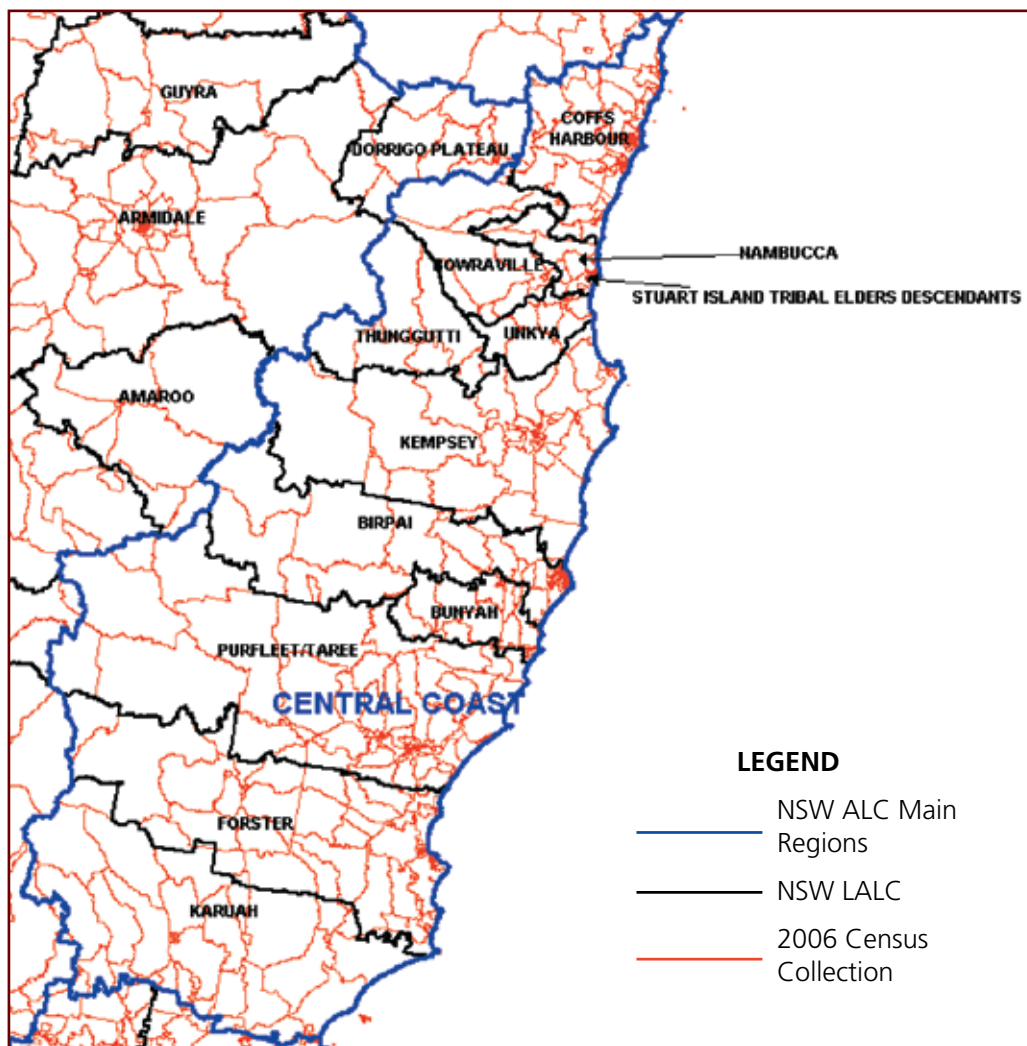 GUYRA
COFFS
HARBOUR
DORRIGO PLATEAU
ARMIDALE
NAMBUCCA
BOWRAVILLE
STUART ISLAND TRIBAL ELDERS DESCENDANTS
THUNGGUTTI
UNKYA
AMAROO
KEMPSEY
BIRPAI
BUNYAH
PURFLEET/TAREE
CENTRAL COAST
FORSTER
KARUAH
LEGEND
NSW ALC Main
Regions
NSW LALC
2006 Census
Collection